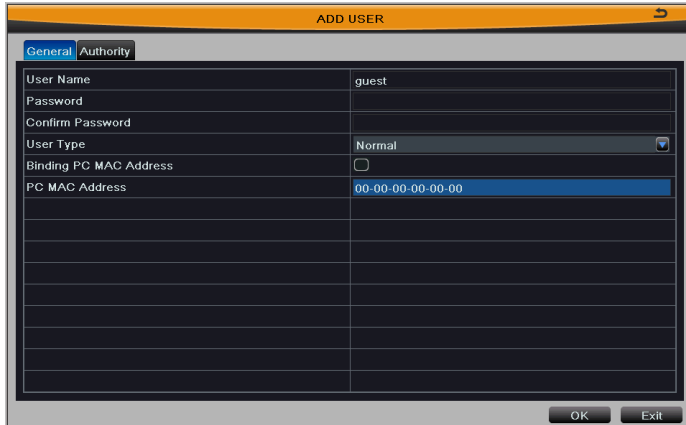 ADD USER
General Authority
User Name guest
Password
Confirm Password
User Type Normal
Binding PC MAC Address
PC MAC Address 00-00-00-00-00-00
OK Exit